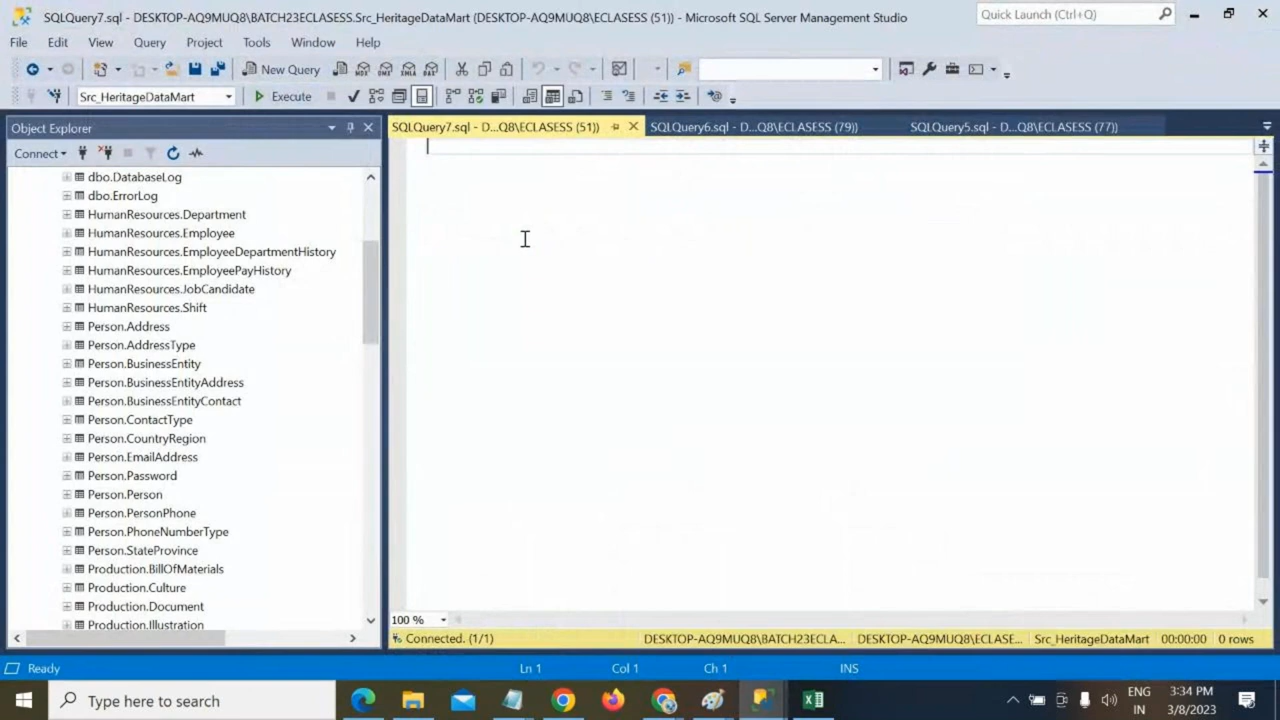 SQLQuery7.sql - DESKTOP-AQ9MUQ8\BATCH23ECLASESS.Src_HeritageDataMart (DESKTOP-AQ9MUQ8\ECLASESS (51)) - Microsoft SQL Server Management Studio
Quick Launch (Ctrl+Q)
File Edit View Query Project Tools Window Help
New Query
MDX DMX XMLA DAX
Src_HeritageDataMart Execute
Object Explorer
SQLQuery7.sql - D...Q8\ECLASESS (51)) SQLQuery6.sql - D...Q8\ECLASESS (79)) SQLQuery5.sql - D...Q8\ECLASESS (77))
Connect
dbo.DatabaseLog
dbo.ErrorLog
HumanResources.Department
HumanResources.Employee
HumanResources.EmployeeDepartmentHistory
HumanResources.EmployeePayHistory
HumanResources.JobCandidate
HumanResources.Shift
Person.Address
Person.AddressType
Person.BusinessEntity
Person.BusinessEntityAddress
Person.BusinessEntityContact
Person.ContactType
Person.CountryRegion
Person.EmailAddress
Person.Password
Person.Person
Person.PersonPhone
Person.PhoneNumberType
Person.StateProvince
Production.BillOfMaterials
Production.Culture
Production.Document
Production.Illustration
100 %
Connected. (1/1) DESKTOP-AQ9MUQ8\BATCH23ECLA... DESKTOP-AQ9MUQ8\ECLASE... Src_HeritageDataMart 00:00:00 0 rows
Ready Ln 1 Col 1 Ch 1 INS
Type here to search
ENG
IN
3:34 PM
3/8/2023